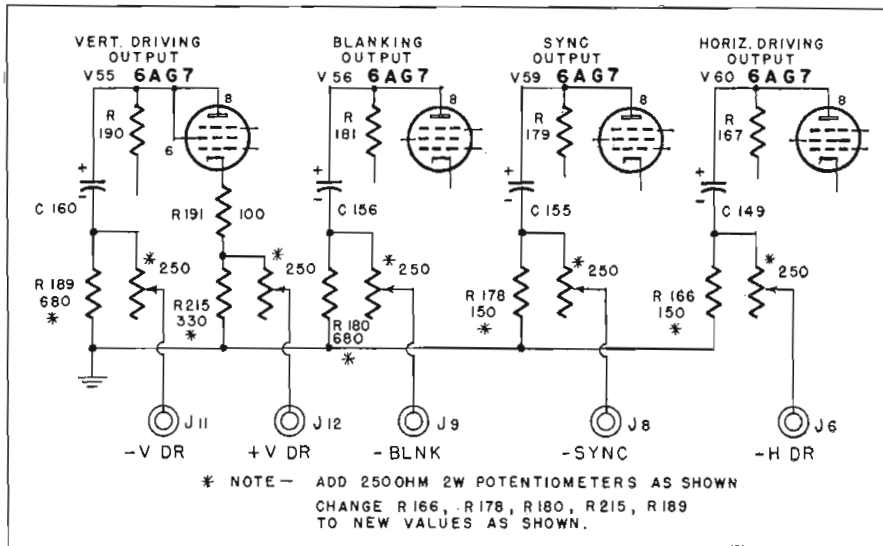 VERT. DRIVING OUTPUT
V55 6AG7
BLANKING OUTPUT
V56 6AG7
SYNC OUTPUT
V59 6AG7
HORIZ. DRIVING OUTPUT
V60 6AG7
R 190
8
6
R 181
8
R 179
8
R 167
8
+
-
C 160
R191 100
+
-
C 156
+
-
C 155
+
-
C 149
R 189
680
*
*
250
R215
330
*
*
250
R 180
680
*
*
250
R 178
150
*
*
250
R 166
150
*
*
250
J11
-V DR
J12
+V DR
J9
-BLNK
J8
-SYNC
J6
-H DR
* NOTE— ADD 2500HM 2W POTENTIOMETERS AS SHOWN
CHANGE R166, R178, R180, R215, R189
TO NEW VALUES AS SHOWN.